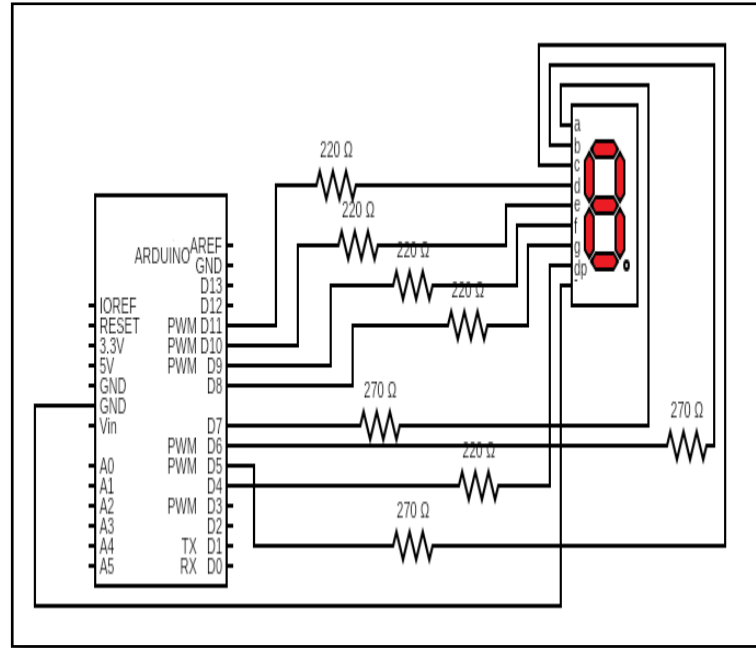 220 Ω
220 Ω
220 Ω
220 Ω
270 Ω
270 Ω
220 Ω
270 Ω
a
b
c
d
e
f
g
dp
-
ARDUINO
AREF
GND
D13
D12
PWM D11
PWM D10
PWM D9
D8
D7
PWM D6
PWM D5
D4
PWM D3
D2
TX D1
RX D0
IOREF
RESET
3.3V
5V
GND
GND
Vin
A0
A1
A2
A3
A4
A5